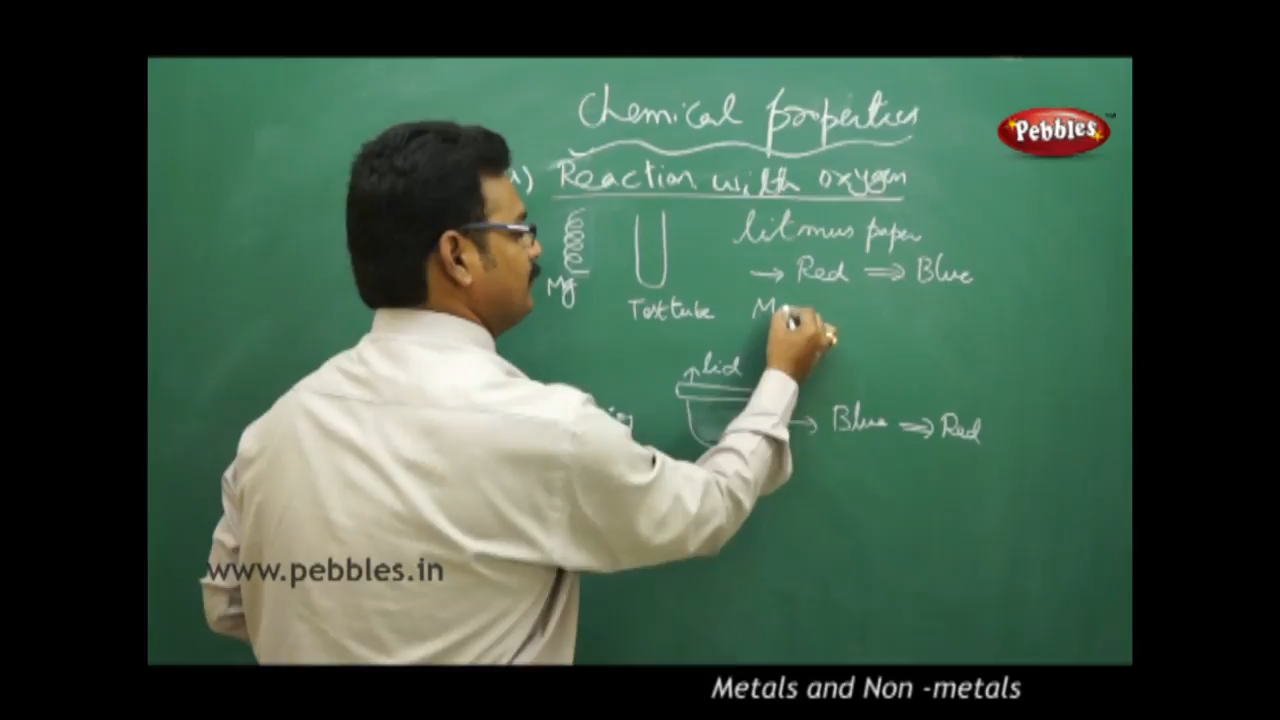 Chemical properties
Pebbles™
Reaction with oxygen
litmus paper
→ Red ⇒ Blue
Mg
Test tube
M
↑ lid
→ Blue ⇒ Red
www.pebbles.in
Metals and Non -metals